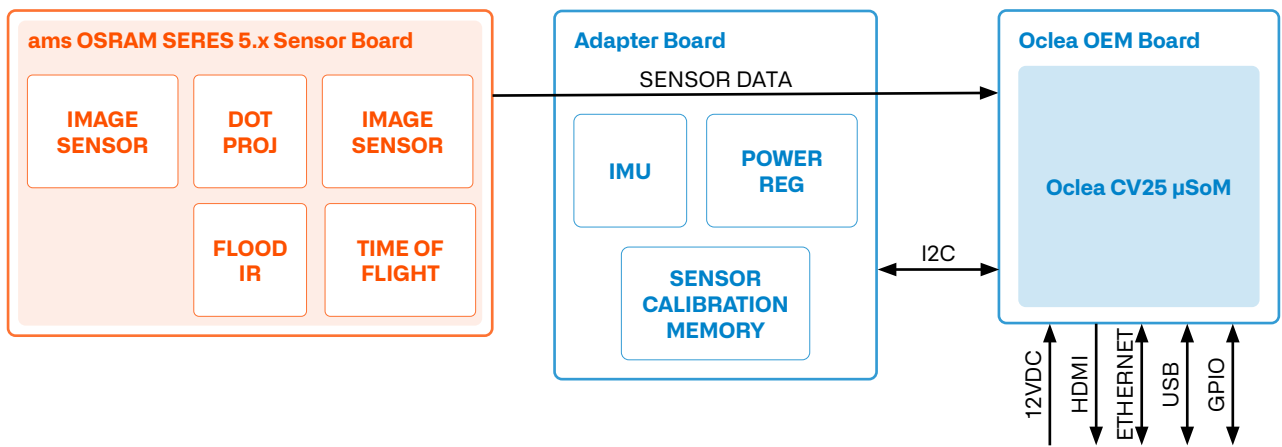 ams OSRAM SERES 5.x Sensor Board
IMAGE
SENSOR
DOT
PROJ
IMAGE
SENSOR
FLOOD
IR
TIME OF
FLIGHT
Adapter Board
SENSOR DATA
IMU
POWER
REG
SENSOR
CALIBRATION
MEMORY
I2C
Oclea OEM Board
Oclea CV25 µSoM
12VDC
HDMI
ETHERNET
USB
GPIO